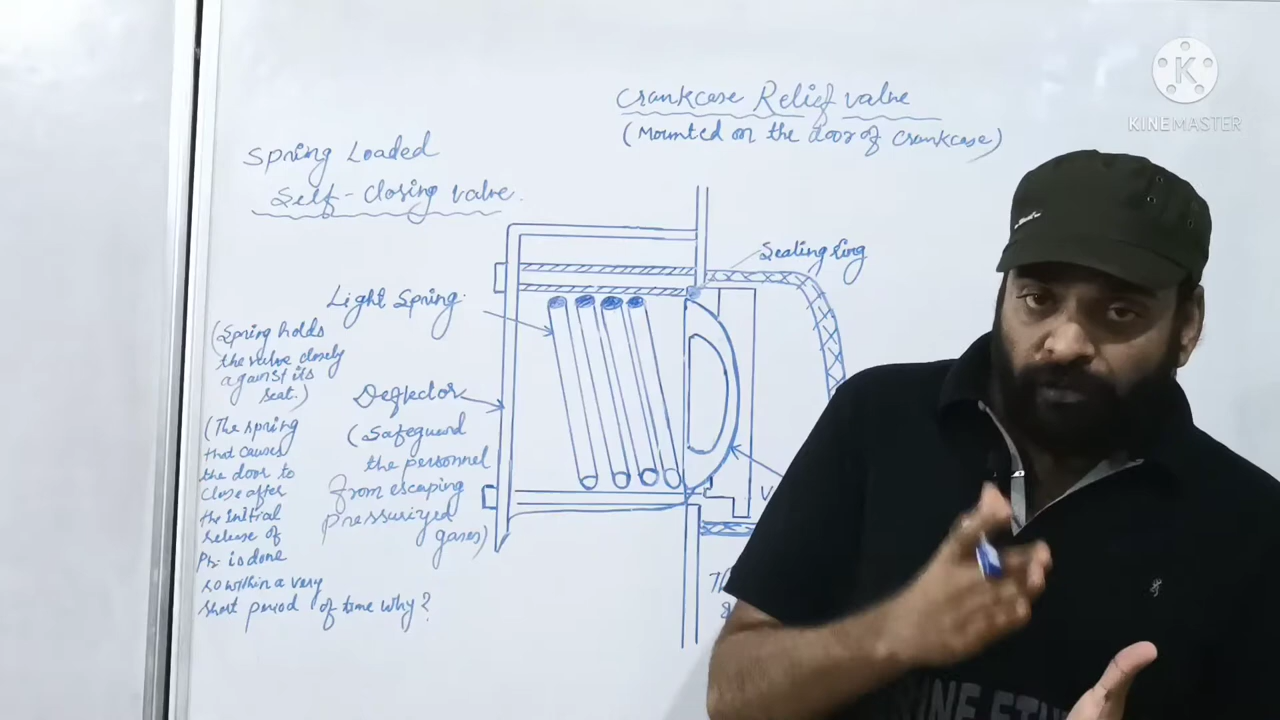 Crankcase Relief valve
(Mounted on the door of crankcase)
Spring Loaded
Self-closing valve.
Sealing ring
Light Spring.
(Spring holds
the valve closely
against its
seat.)
Deflector
(Safeguard
the personnel
from escaping
pressurized
gases)
(The spring
that causes
the door to
close after
the initial
release of
Pr. is done
so within a very
short period of time why?
V
KINEMASTER